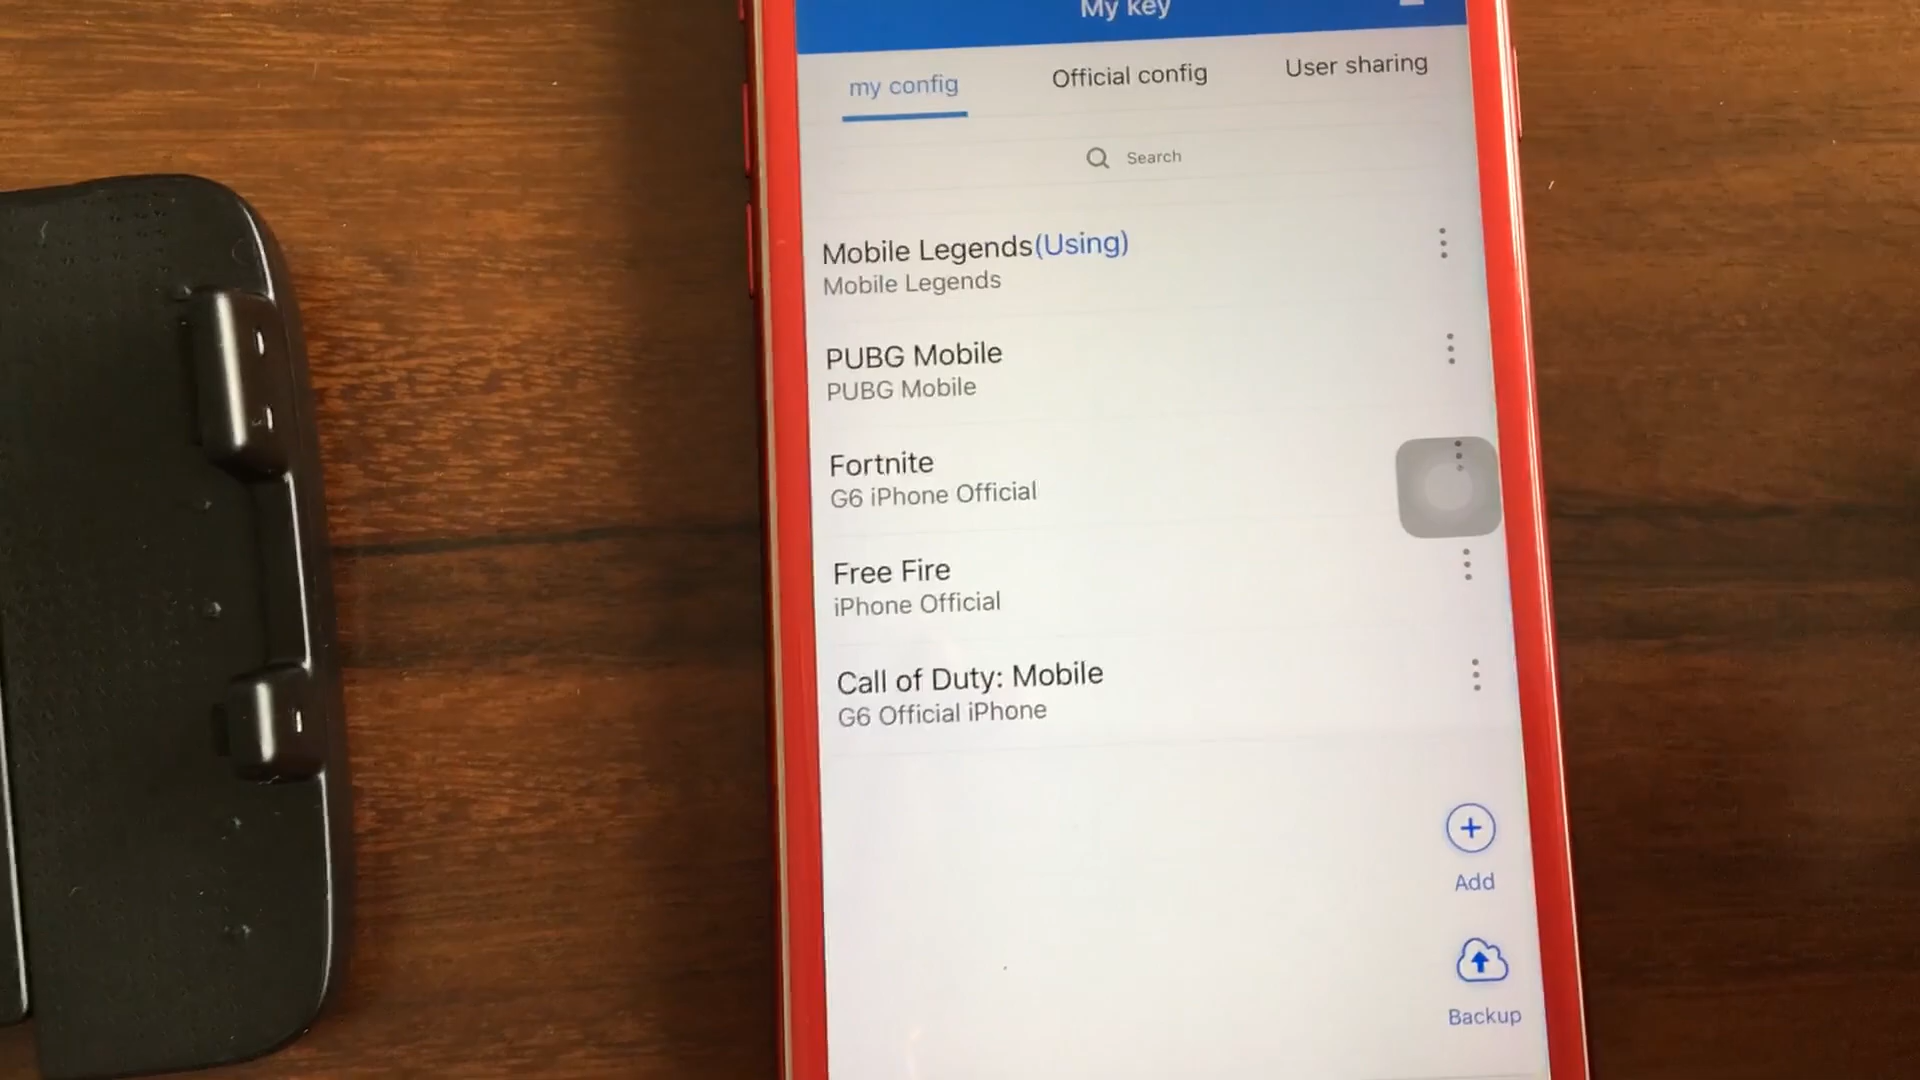 My key
my config
Official config
User sharing
Search
Mobile Legends(Using)
Mobile Legends
PUBG Mobile
PUBG Mobile
Fortnite
G6 iPhone Official
Free Fire
iPhone Official
Call of Duty: Mobile
G6 Official iPhone
Add
Backup